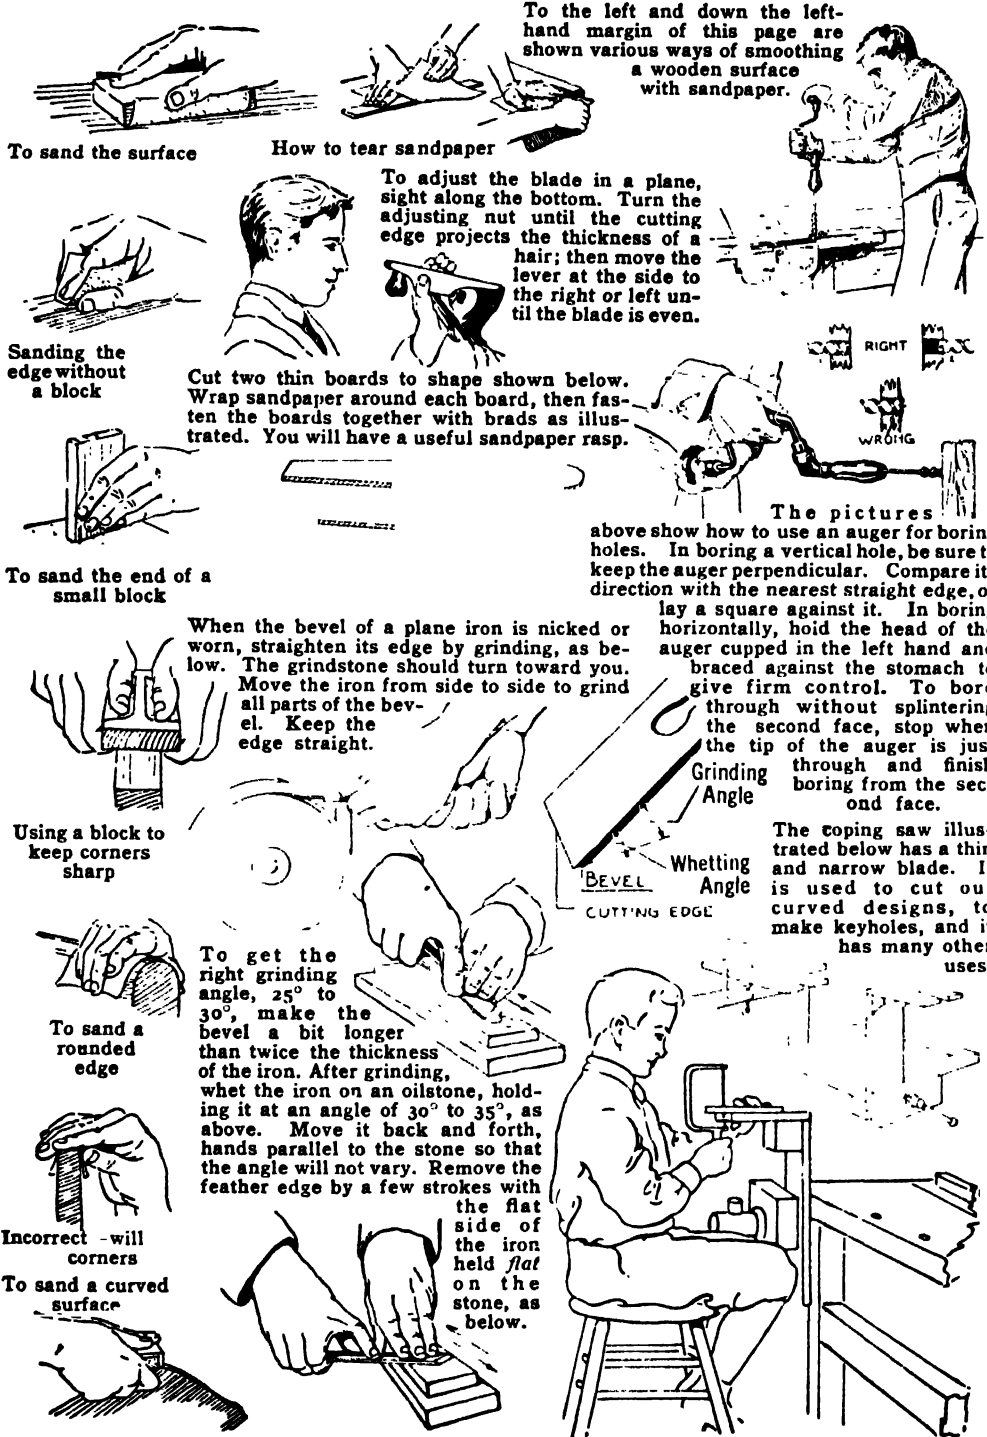 To the left and down the left-
hand margin of this page are
shown various ways of smoothing
a wooden surface
with sandpaper.
To sand the surface
How to tear sandpaper
To adjust the blade in a plane,
sight along the bottom. Turn the
adjusting nut until the cutting
edge projects the thickness of a
hair; then move the
lever at the side to
the right or left un-
til the blade is even.
Sanding the
edge without
a block
RIGHT
WRONG
Cut two thin boards to shape shown below.
Wrap sandpaper around each board, then fas-
ten the boards together with brads as illus-
trated. You will have a useful sandpaper rasp.
To sand the end of a
small block
The pictures
above show how to use an auger for borin
holes. In boring a vertical hole, be sure t
keep the auger perpendicular. Compare it
direction with the nearest straight edge, o
lay a square against it. In borin
horizontally, hold the head of th
auger cupped in the left hand and
braced against the stomach t
give firm control. To bor
through without splintering
the second face, stop when
the tip of the auger is jus
through and finish
boring from the sec
ond face.
When the bevel of a plane iron is nicked or
worn, straighten its edge by grinding, as be-
low. The grindstone should turn toward you.
Move the iron from side to side to grind
all parts of the bev-
el. Keep the
edge straight.
Using a block to
keep corners
sharp
Grinding
Angle
Whetting
Angle
BEVEL
CUTTING EDGE
The coping saw illus-
trated below has a thin
and narrow blade. I
is used to cut ou
curved designs, to
make keyholes, and i
has many other
uses
To sand a
rounded
edge
To get the
right grinding
angle, 25° to
30°, make the
bevel a bit longer
than twice the thickness
of the iron. After grinding,
whet the iron on an oilstone, hold-
ing it at an angle of 30° to 35°, as
above. Move it back and forth,
hands parallel to the stone so that
the angle will not vary. Remove the
feather edge by a few strokes with
the flat
side of
the iron
held flat
on the
stone, as
below.
Incorrect -will
corners
To sand a curved
surface